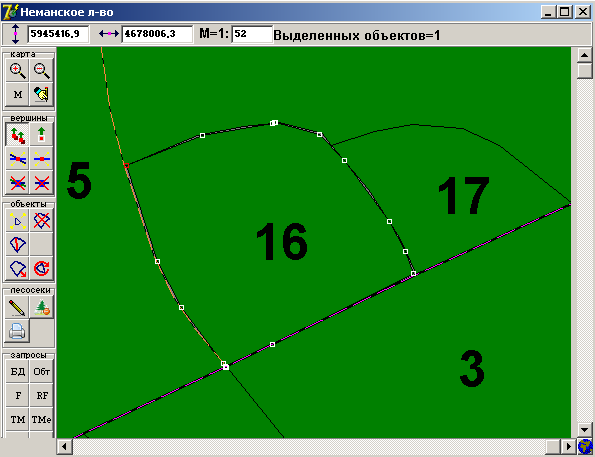 Неманское л-во
5945416,9 4678006,3 М=1: 52 Выделенных объектов=1
карта
М
вершины
объекты
лесосеки
запросы
БД Обт
F RF
TM TMe
5
16
17
3